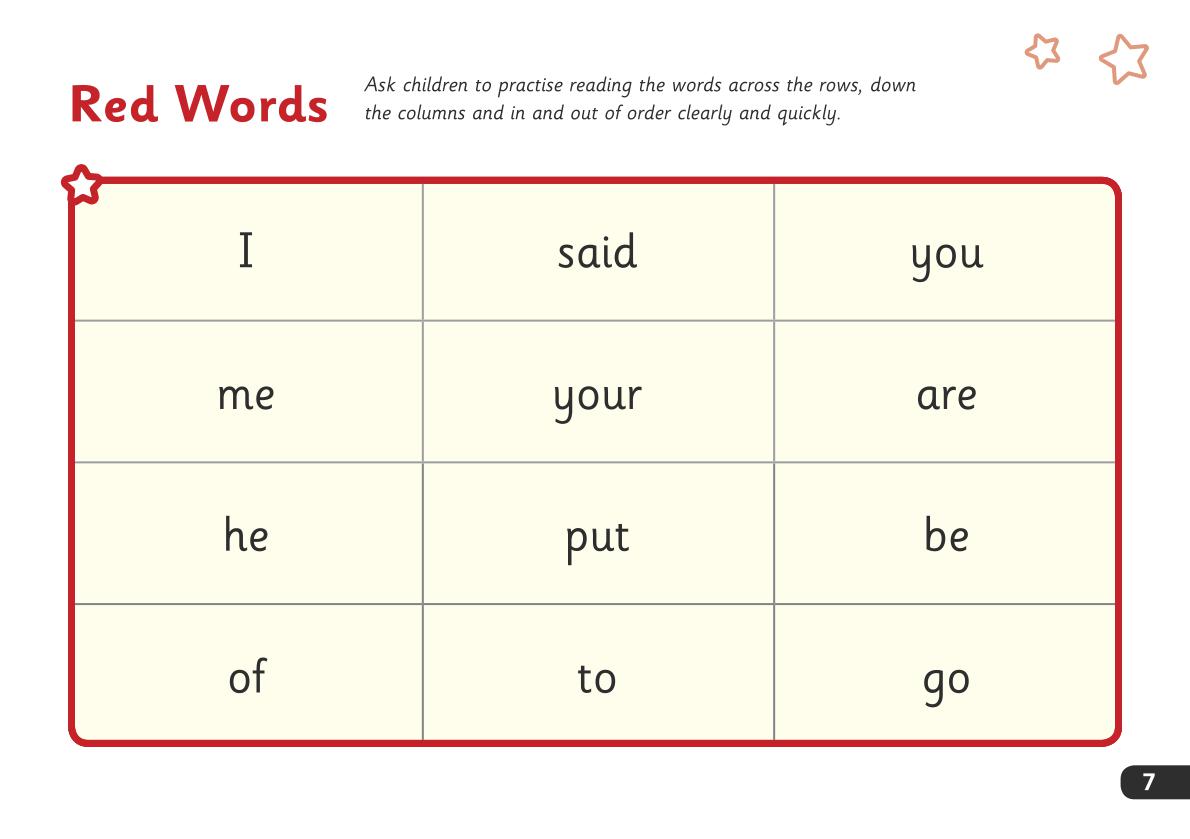 Red Words
Ask children to practise reading the words across the rows, down
the columns and in and out of order clearly and quickly.
I said you
me your are
he put be
of to go
7